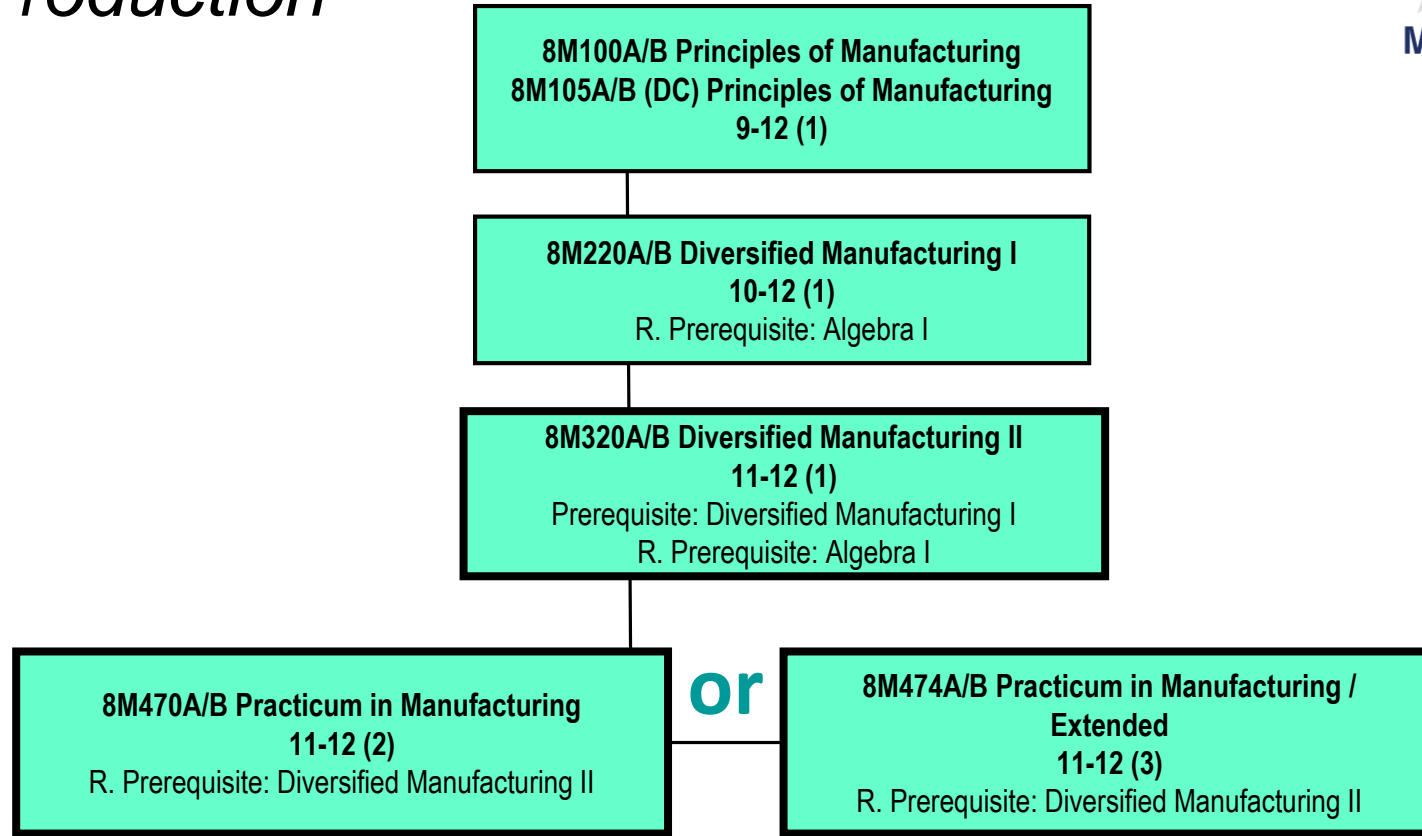 roduction
M
8M100A/B Principles of Manufacturing
8M105A/B (DC) Principles of Manufacturing
9-12 (1)
8M220A/B Diversified Manufacturing I
10-12 (1)
R. Prerequisite: Algebra I
8M320A/B Diversified Manufacturing II
11-12 (1)
Prerequisite: Diversified Manufacturing I
R. Prerequisite: Algebra I
8M470A/B Practicum in Manufacturing
11-12 (2)
R. Prerequisite: Diversified Manufacturing II
or
8M474A/B Practicum in Manufacturing /
Extended
11-12 (3)
R. Prerequisite: Diversified Manufacturing II